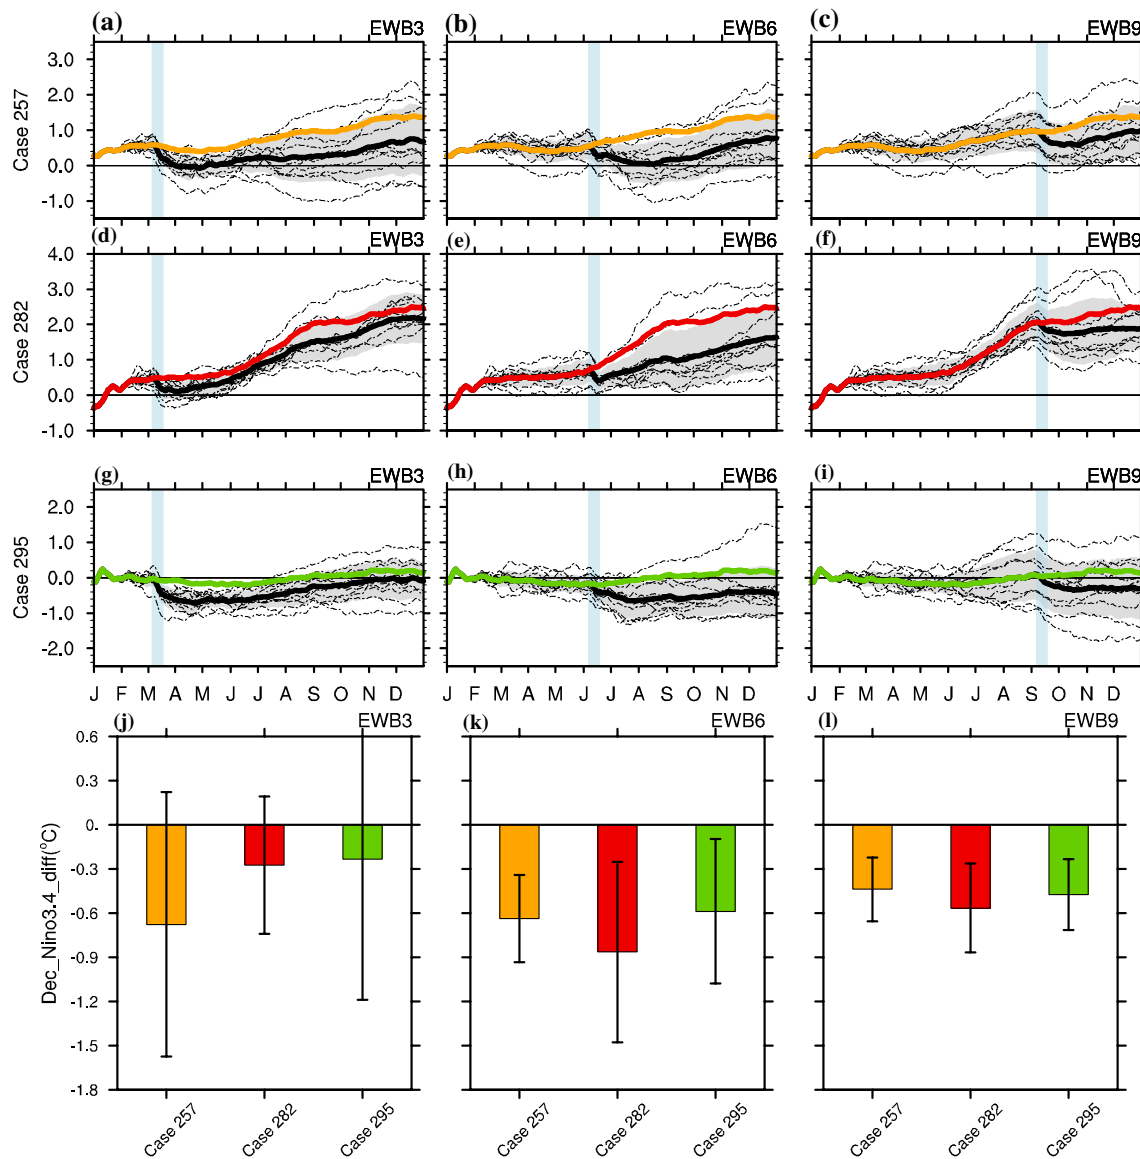 (a) EWB3 (b) EWB6 (c) EWB9
Case 257
3.0
2.0
1.0
0.0
-1.0
(d) EWB3 (e) EWB6 (f) EWB9
Case 282
4.0
3.0
2.0
1.0
0.0
-1.0
(g) EWB3 (h) EWB6 (i) EWB9
Case 295
2.0
1.0
0.0
-1.0
-2.0
J F M A M J J A S O N D J F M A M J J A S O N D J F M A M J J A S O N D
(j) EWB3 (k) EWB6 (l) EWB9
Dec_Nino3.4_diff(°C)
0.6
0.3
0.
-0.3
-0.6
-0.9
-1.2
-1.5
-1.8
Case 257 Case 282 Case 295 Case 257 Case 282 Case 295 Case 257 Case 282 Case 295